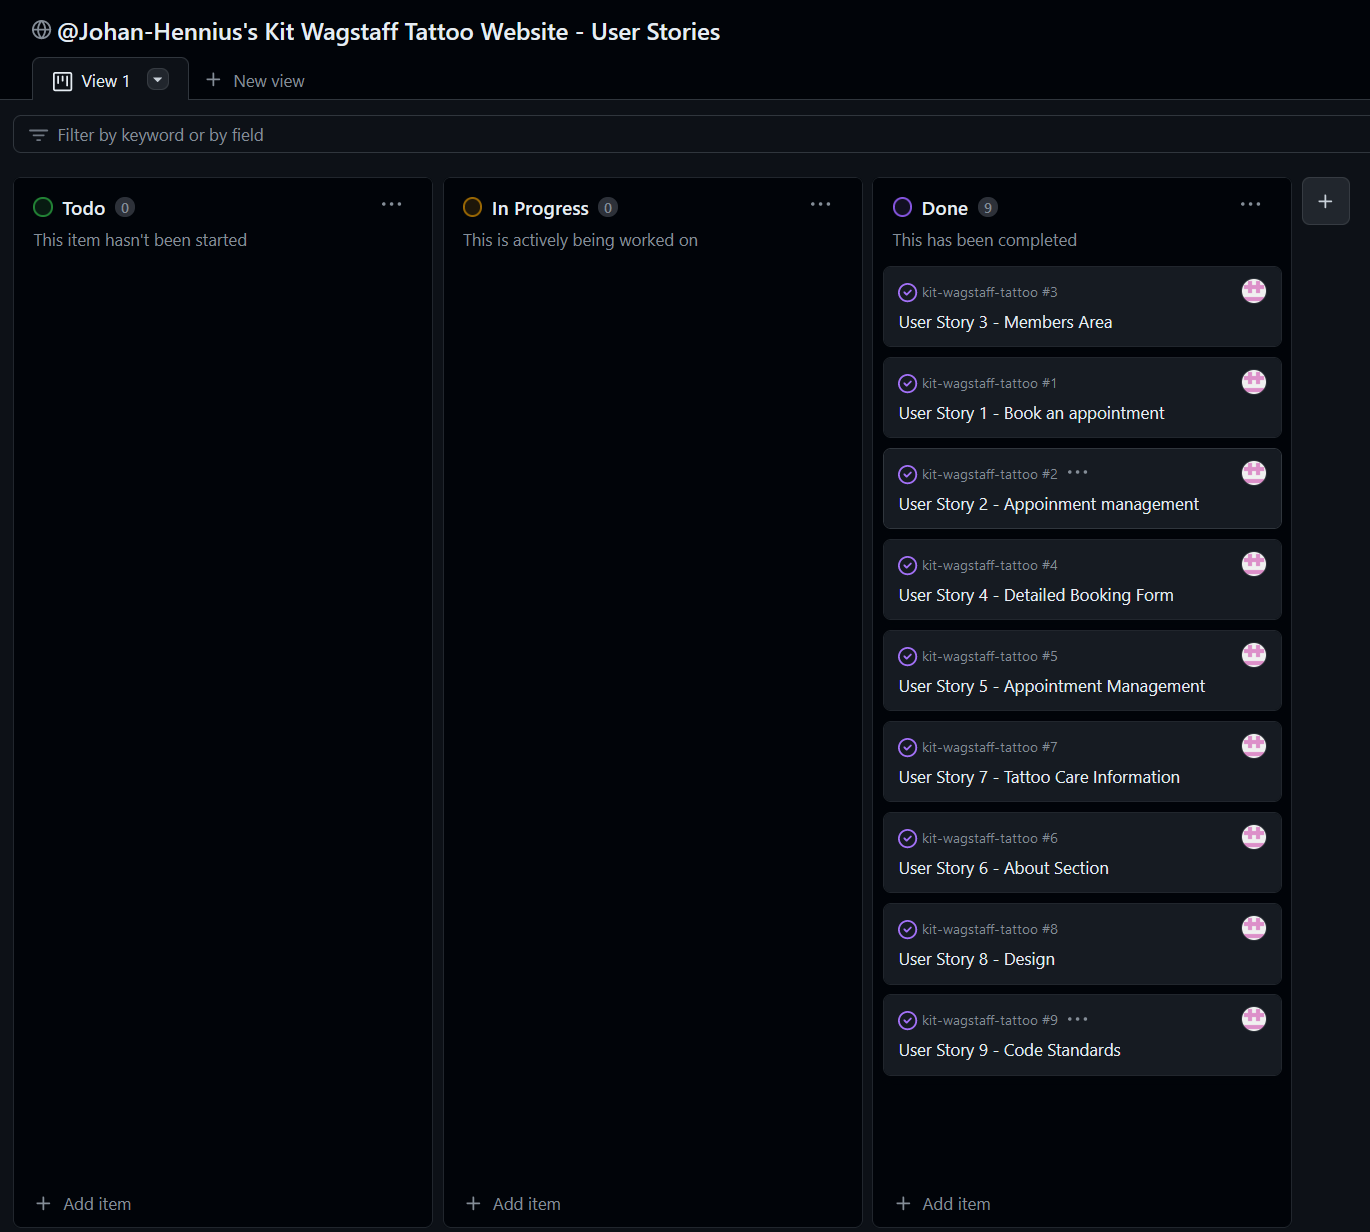 @Johan-Hennius's Kit Wagstaff Tattoo Website - User Stories
View 1
New view
Filter by keyword or by field
Todo 0
This item hasn't been started
Add item
In Progress 0
This is actively being worked on
Add item
Done 9
This has been completed
kit-wagstaff-tattoo #3
User Story 3 - Members Area
kit-wagstaff-tattoo #1
User Story 1 - Book an appointment
kit-wagstaff-tattoo #2
User Story 2 - Appoinment management
kit-wagstaff-tattoo #4
User Story 4 - Detailed Booking Form
kit-wagstaff-tattoo #5
User Story 5 - Appointment Management
kit-wagstaff-tattoo #7
User Story 7 - Tattoo Care Information
kit-wagstaff-tattoo #6
User Story 6 - About Section
kit-wagstaff-tattoo #8
User Story 8 - Design
kit-wagstaff-tattoo #9
User Story 9 - Code Standards
Add item